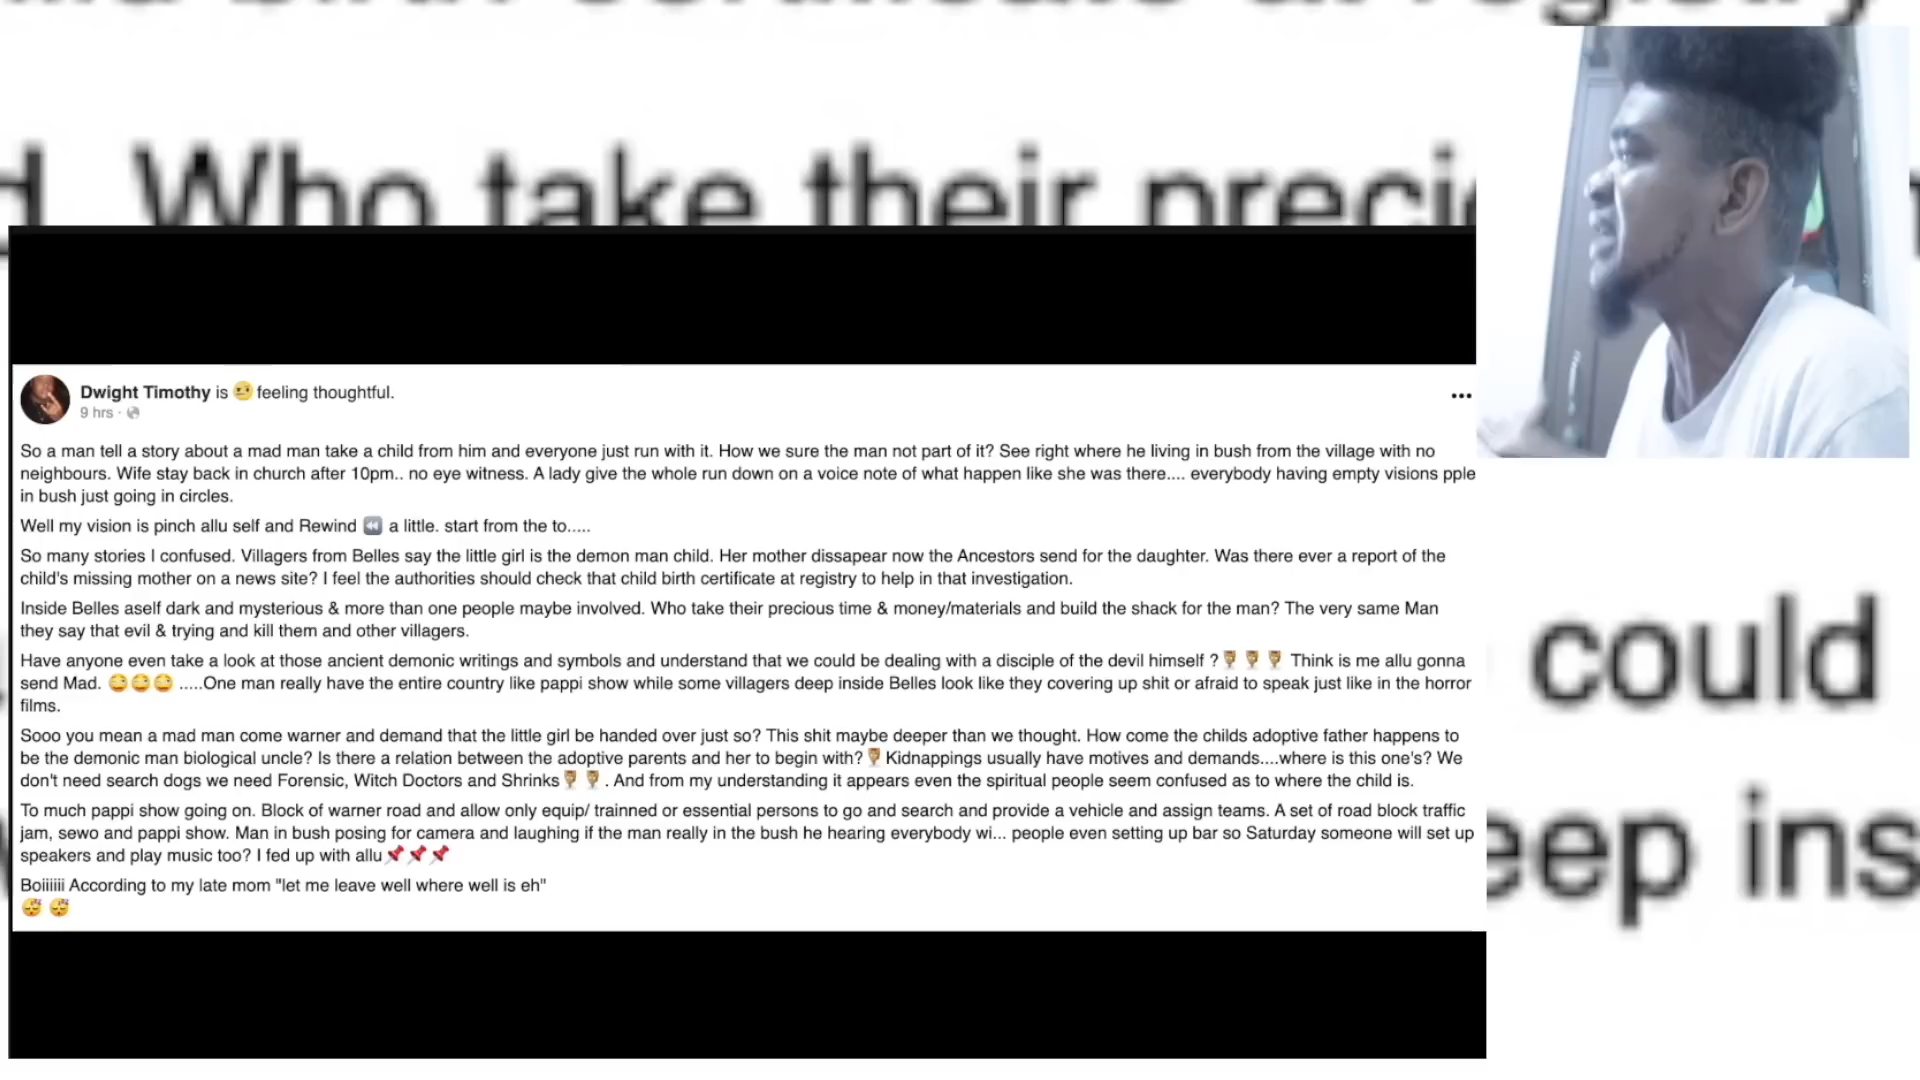 d. Who take their preci
Dwight Timothy is 🤨 feeling thoughtful.
9 hrs ·
So a man tell a story about a mad man take a child from him and everyone just run with it. How we sure the man not part of it? See right where he living in bush from the village with no
neighbours. Wife stay back in church after 10pm.. no eye witness. A lady give the whole run down on a voice note of what happen like she was there.... everybody having empty visions pple
in bush just going in circles.
Well my vision is pinch allu self and Rewind ⏪ a little. start from the to.....
So many stories I confused. Villagers from Belles say the little girl is the demon man child. Her mother dissapear now the Ancestors send for the daughter. Was there ever a report of the
child's missing mother on a news site? I feel the authorities should check that child birth certificate at registry to help in that investigation.
Inside Belles aself dark and mysterious & more than one people maybe involved. Who take their precious time & money/materials and build the shack for the man? The very same Man
they say that evil & trying and kill them and other villagers.
Have anyone even take a look at those ancient demonic writings and symbols and understand that we could be dealing with a disciple of the devil himself ? Think is me allu gonna
send Mad. 😂😂😂 .....One man really have the entire country like pappi show while some villagers deep inside Belles look like they covering up shit or afraid to speak just like in the horror
films.
Sooo you mean a mad man come warner and demand that the little girl be handed over just so? This shit maybe deeper than we thought. How come the childs adoptive father happens to
be the demonic man biological uncle? Is there a relation between the adoptive parents and her to begin with? Kidnappings usually have motives and demands....where is this one's? We
don't need search dogs we need Forensic, Witch Doctors and Shrinks . And from my understanding it appears even the spiritual people seem confused as to where the child is.
To much pappi show going on. Block of warner road and allow only equip/ trainned or essential persons to go and search and provide a vehicle and assign teams. A set of road block traffic
jam, sewo and pappi show. Man in bush posing for camera and laughing if the man really in the bush he hearing everybody wi... people even setting up bar so Saturday someone will set up
speakers and play music too? I fed up with allu📌📌📌
Boiiiiii According to my late mom "let me leave well where well is eh"
😴 😴
could
eep ins